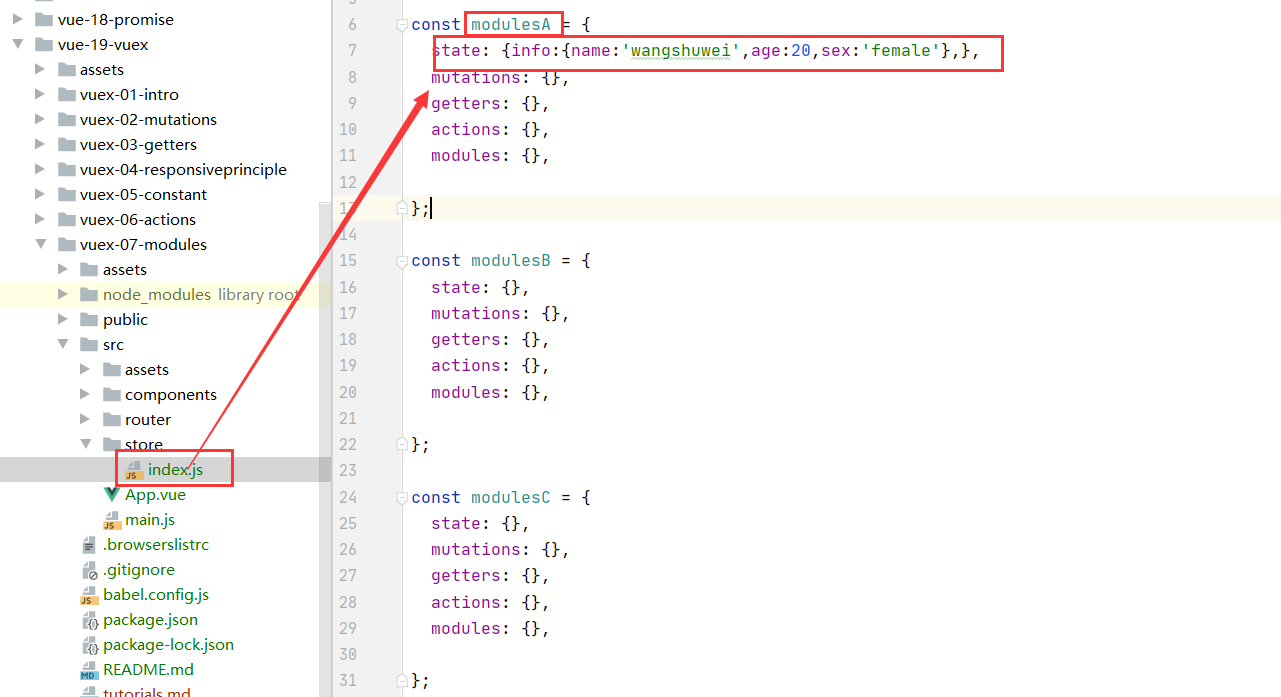 vue-18-promise
vue-19-vuex
assets
vuex-01-intro
vuex-02-mutations
vuex-03-getters
vuex-04-responsiveprinciple
vuex-05-constant
vuex-06-actions
vuex-07-modules
assets
node_modules library root
public
src
assets
components
router
store
index.js
App.vue
main.js
.browserslistrc
.gitignore
babel.config.js
package.json
package-lock.json
README.md
tutorials.md
6 const modulesA = {
7 state: {info:{name:'wangshuwei',age:20,sex:'female'},},
8 mutations: {},
9 getters: {},
10 actions: {},
11 modules: {},
12
13 };
14
15 const modulesB = {
16 state: {},
17 mutations: {},
18 getters: {},
19 actions: {},
20 modules: {},
21
22 };
23
24 const modulesC = {
25 state: {},
26 mutations: {},
27 getters: {},
28 actions: {},
29 modules: {},
30
31 };